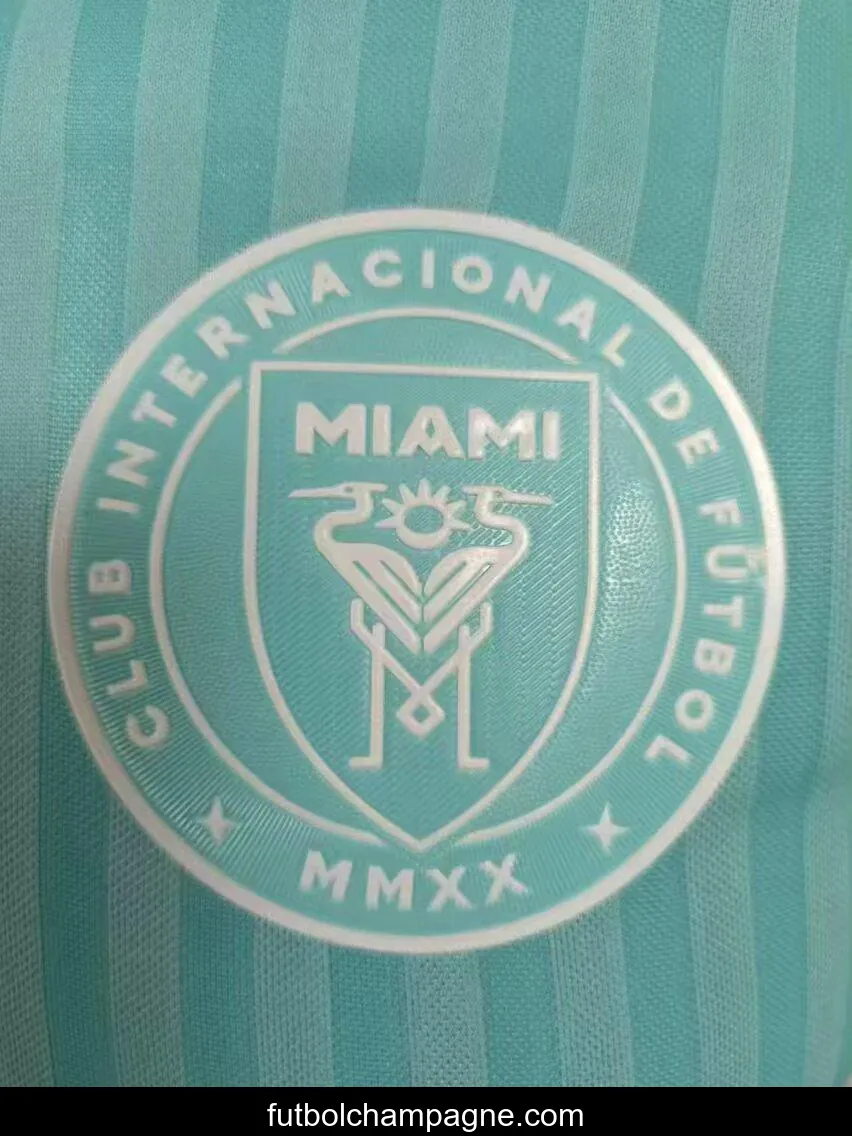 CLUB INTERNACIONAL DE FÚTBOL
MIAMI
MMXX
futbolchampagne.com